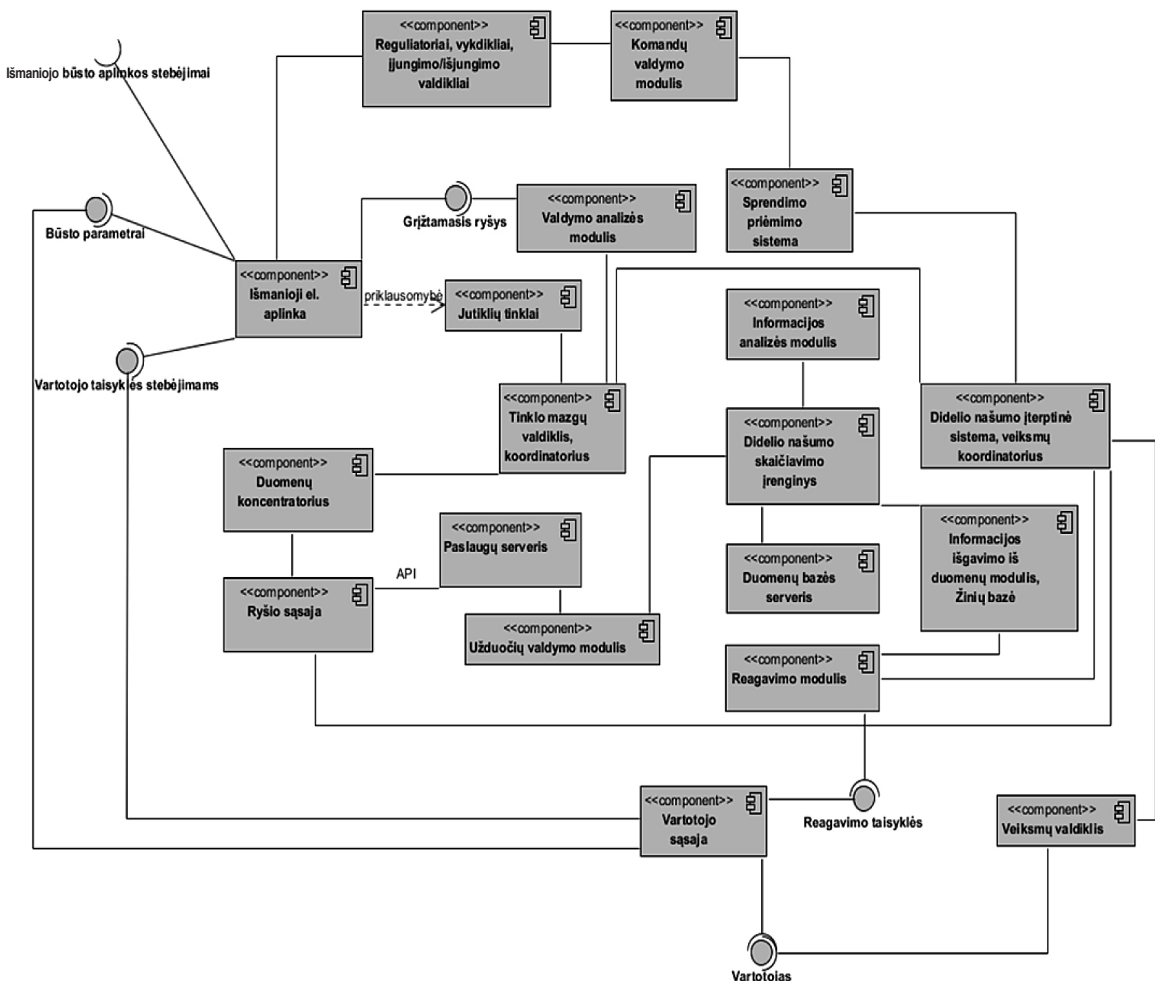 <<component>>
Reguliatoriai, vykdikliai,
įjungimo/išjungimo
valdikliai
<<component>>
Komandų
valdymo
modulis
Išmaniojo būsto aplinkos stebėjimai
<<component>>
Sprendimo
priėmimo
sistema
<<component>>
Valdymo analizės
modulis
Grįžtamasis ryšys
Būsto parametrai
<<component>>
Išmanioji el.
aplinka
priklausomybė
<<component>>
Jutiklių tinklai
<<component>>
Informacijos
analizės modulis
Vartotojo taisyklės stebėjimams
<<component>>
Tinklo mazgų
valdiklis,
koordinatorius
<<component>>
Didelio našumo
skaičiavimo
įrenginys
<<component>>
Didelio našumo įterptinė
sistema, veiksmų
koordinatorius
<<component>>
Duomenų
koncentratorius
<<component>>
Paslaugų serveris
<<component>>
Informacijos
išgavimo iš
duomenų modulis,
Žinių bazė
<<component>>
Duomenų bazės
serveris
API
<<component>>
Ryšio sąsaja
<<component>>
Užduočių valdymo modulis
<<component>>
Reagavimo modulis
<<component>>
Vartotojo
sąsaja
Reagavimo taisyklės
<<component>>
Veiksmų valdiklis
Vartotojas